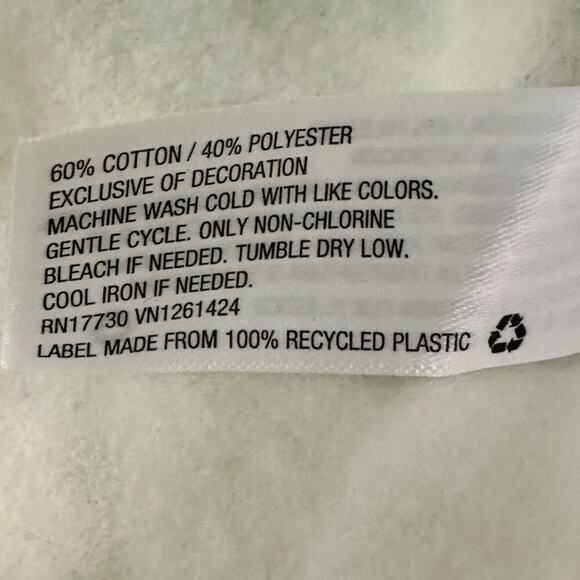 60% COTTON / 40% POLYESTER
EXCLUSIVE OF DECORATION
MACHINE WASH COLD WITH LIKE COLORS.
GENTLE CYCLE. ONLY NON-CHLORINE
BLEACH IF NEEDED. TUMBLE DRY LOW.
COOL IRON IF NEEDED.
RN17730 VN1261424
LABEL MADE FROM 100% RECYCLED PLASTIC